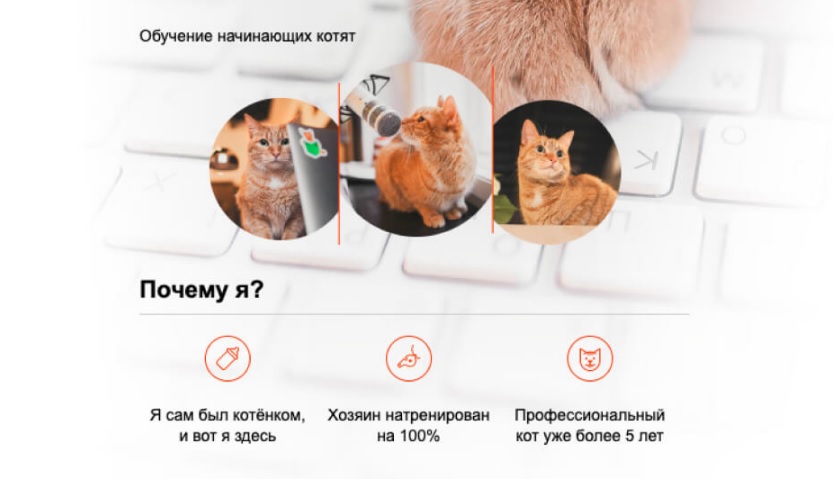 Обучение начинающих котят
Почему я?
Я сам был котёнком,
и вот я здесь
Хозяин натренирован
на 100%
Профессиональный
кот уже более 5 лет